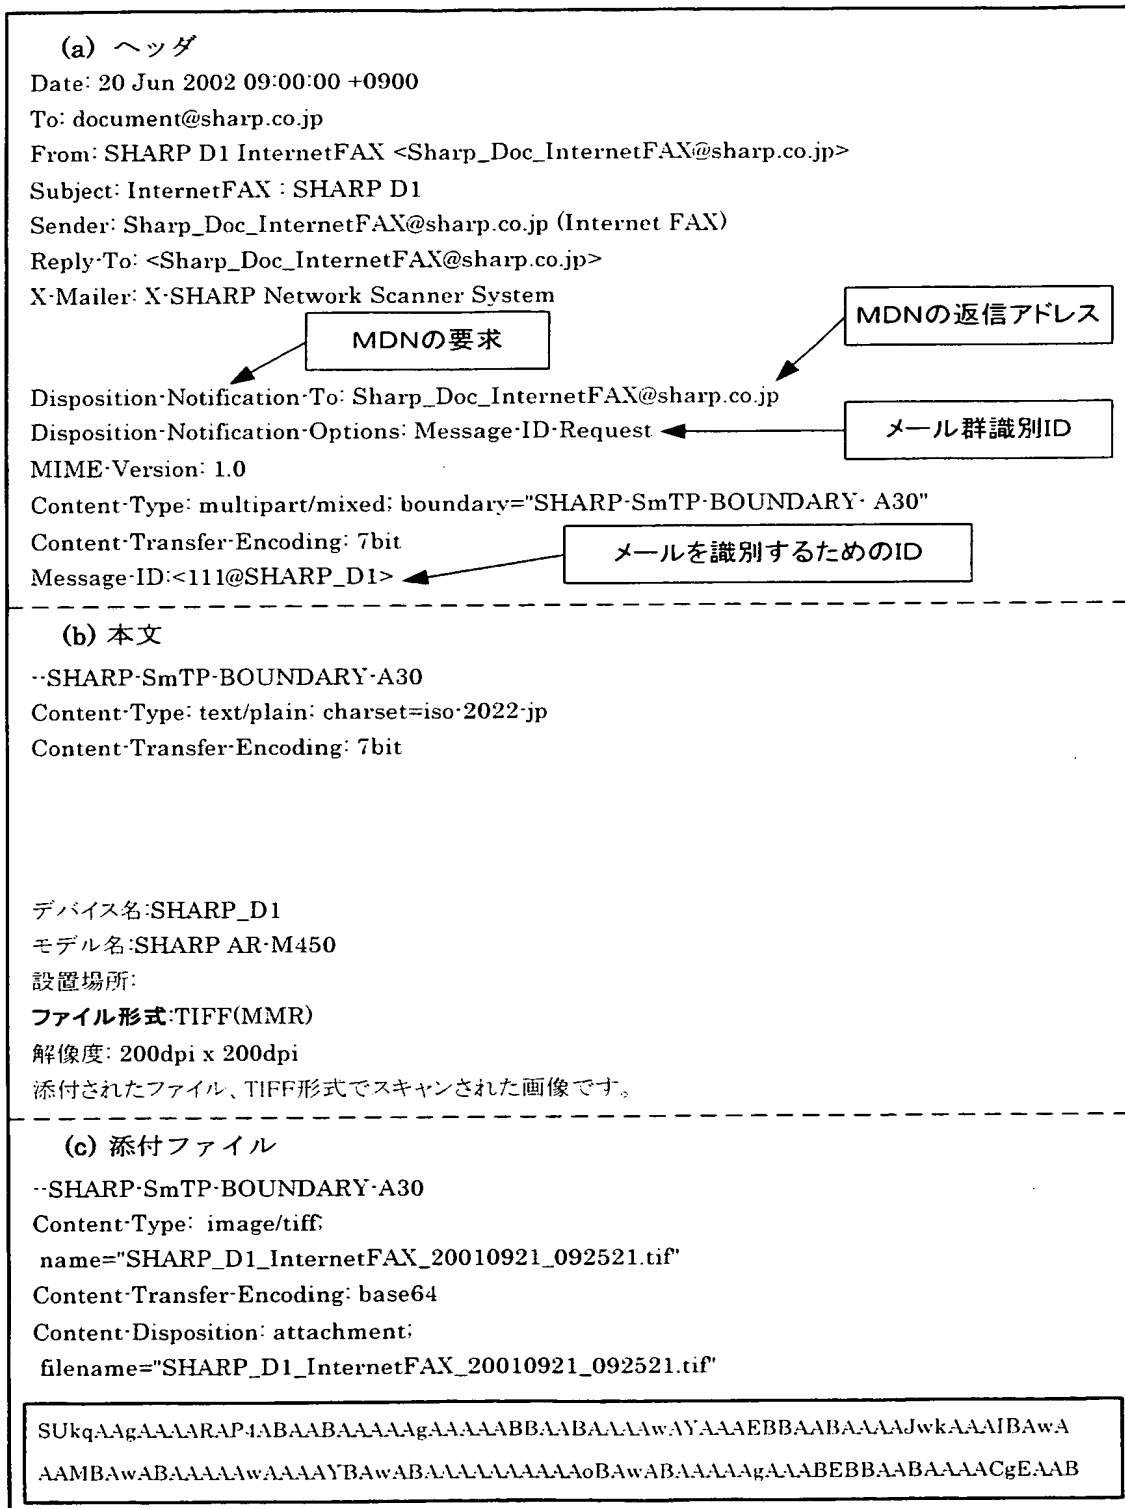 (a) ヘッダ
Date: 20 Jun 2002 09:00:00 +0900
To: document@sharp.co.jp
From: SHARP D1 InternetFAX <Sharp_Doc_InternetFAX@sharp.co.jp>
Subject: InternetFAX : SHARP D1
Sender: Sharp_Doc_InternetFAX@sharp.co.jp (Internet FAX)
Reply-To: <Sharp_Doc_InternetFAX@sharp.co.jp>
X-Mailer: X-SHARP Network Scanner System
MDNの要求
MDNの返信アドレス
Disposition-Notification-To: Sharp_Doc_InternetFAX@sharp.co.jp
Disposition-Notification-Options: Message-ID-Request
メール群識別ID
MIME-Version: 1.0
Content-Type: multipart/mixed; boundary="SHARP-SmTP-BOUNDARY- A30"
Content-Transfer-Encoding: 7bit
メールを識別するためのID
Message-ID:<111@SHARP_D1>
(b) 本文
--SHARP-SmTP-BOUNDARY-A30
Content-Type: text/plain; charset=iso-2022-jp
Content-Transfer-Encoding: 7bit
デバイス名:SHARP_D1
モデル名:SHARP AR-M450
設置場所:
ファイル形式:TIFF(MMR)
解像度: 200dpi x 200dpi
添付されたファイル、TIFF形式でスキャンされた画像です。
(c) 添付ファイル
--SHARP-SmTP-BOUNDARY-A30
Content-Type: image/tiff;
name="SHARP_D1_InternetFAX_20010921_092521.tif"
Content-Transfer-Encoding: base64
Content-Disposition: attachment;
filename="SHARP_D1_InternetFAX_20010921_092521.tif"